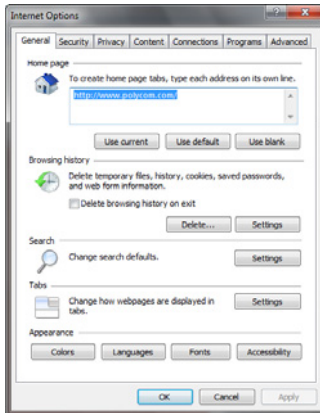 Internet Options
General Security Privacy Content Connections Programs Advanced
Home page
To create home page tabs, type each address on its own line.
http://www.polycom.com/
Use current Use default Use blank
Browsing history
Delete temporary files, history, cookies, saved passwords,
and web form information.
Delete browsing history on exit
Delete... Settings
Search
Change search defaults. Settings
Tabs
Change how webpages are displayed in
tabs. Settings
Appearance
Colors Languages Fonts Accessibility
OK Cancel Apply